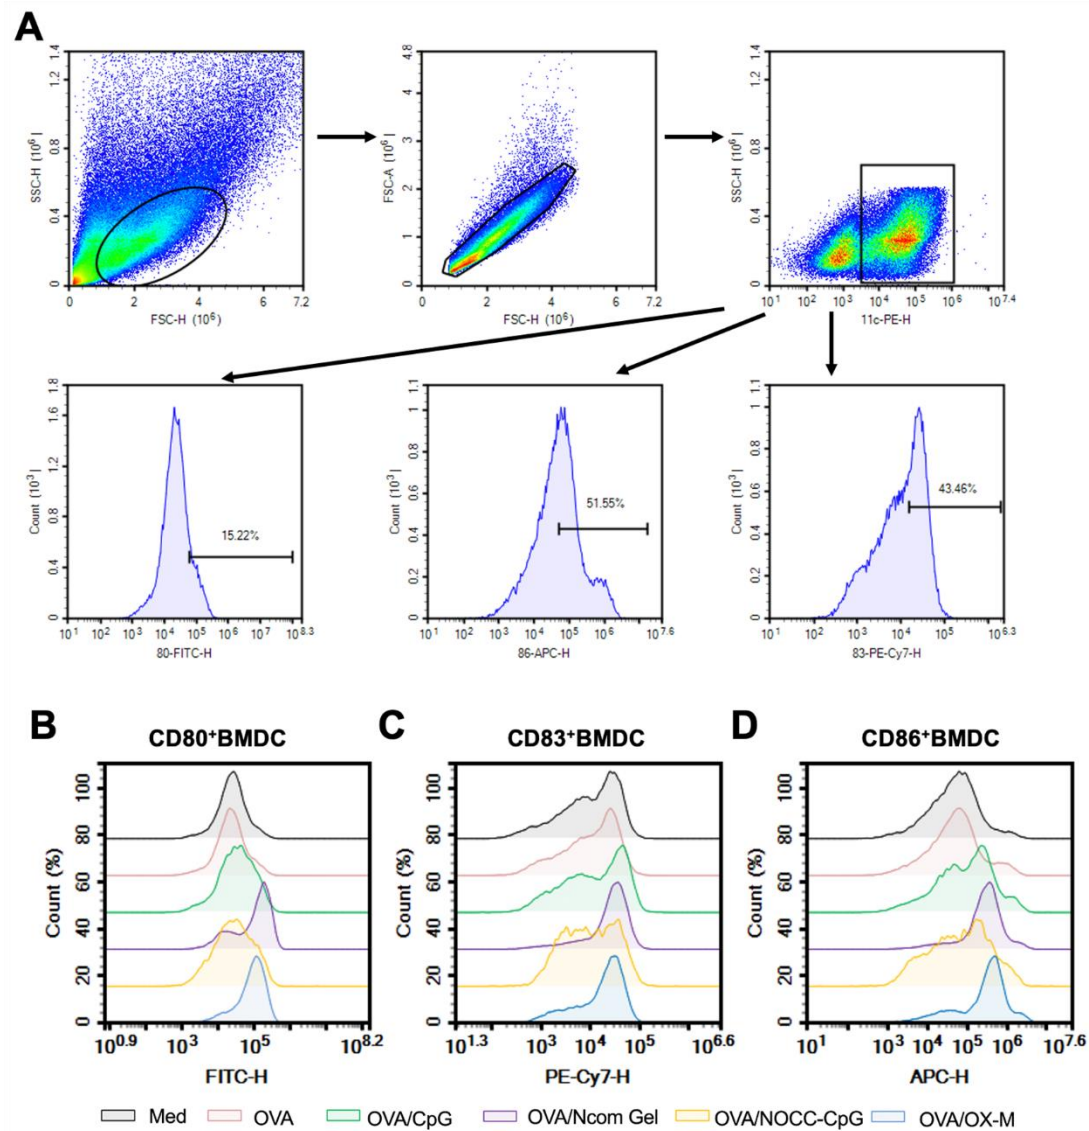 A
SSC-H (10⁶)
1.4
1.2
0.8
0.4
0
0 2 4 6 7.2
FSC-H (10⁶)
FSC-A (10⁶)
4.8
4
3
2
1
0
0 2 4 6 7.2
FSC-H (10⁶)
SSC-H (10⁶)
1.4
1.2
0.8
0.4
0
10¹ 10² 10³ 10⁴ 10⁵ 10⁶ 10⁷·⁴
11c-PE-H
Count (10³)
1.8
1.6
1.2
0.8
0.4
0
15.22%
10¹ 10² 10³ 10⁴ 10⁵ 10⁶ 10⁷ 10⁸·³
80-FITC-H
Count (10³)
1.1
1
0.8
0.6
0.4
0.2
0
51.55%
10¹ 10² 10³ 10⁴ 10⁵ 10⁶ 10⁷·⁶
86-APC-H
Count (10³)
1.1
1
0.8
0.6
0.4
0.2
0
43.46%
10¹ 10² 10³ 10⁴ 10⁵ 10⁶·³
83-PE-Cy7-H
B
CD80⁺BMDC
Count (%)
100
80
60
40
20
0
10⁰·⁹ 10³ 10⁵ 10⁸·²
FITC-H
C
CD83⁺BMDC
Count (%)
100
80
60
40
20
0
10¹·³ 10³ 10⁴ 10⁵ 10⁶·⁶
PE-Cy7-H
D
CD86⁺BMDC
Count (%)
100
80
60
40
20
0
10¹ 10³ 10⁴ 10⁵ 10⁶ 10⁷·⁶
APC-H
Med OVA OVA/CpG OVA/Ncom Gel OVA/NOCC-CpG OVA/OX-M